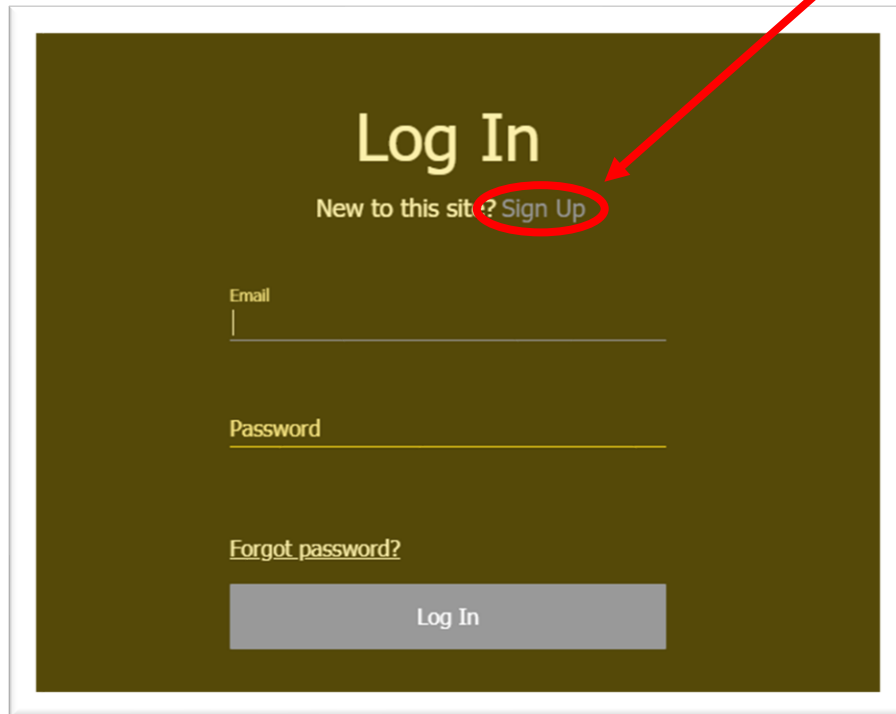 Log In
New to this site? Sign Up
Email
Password
Forgot password?
Log In